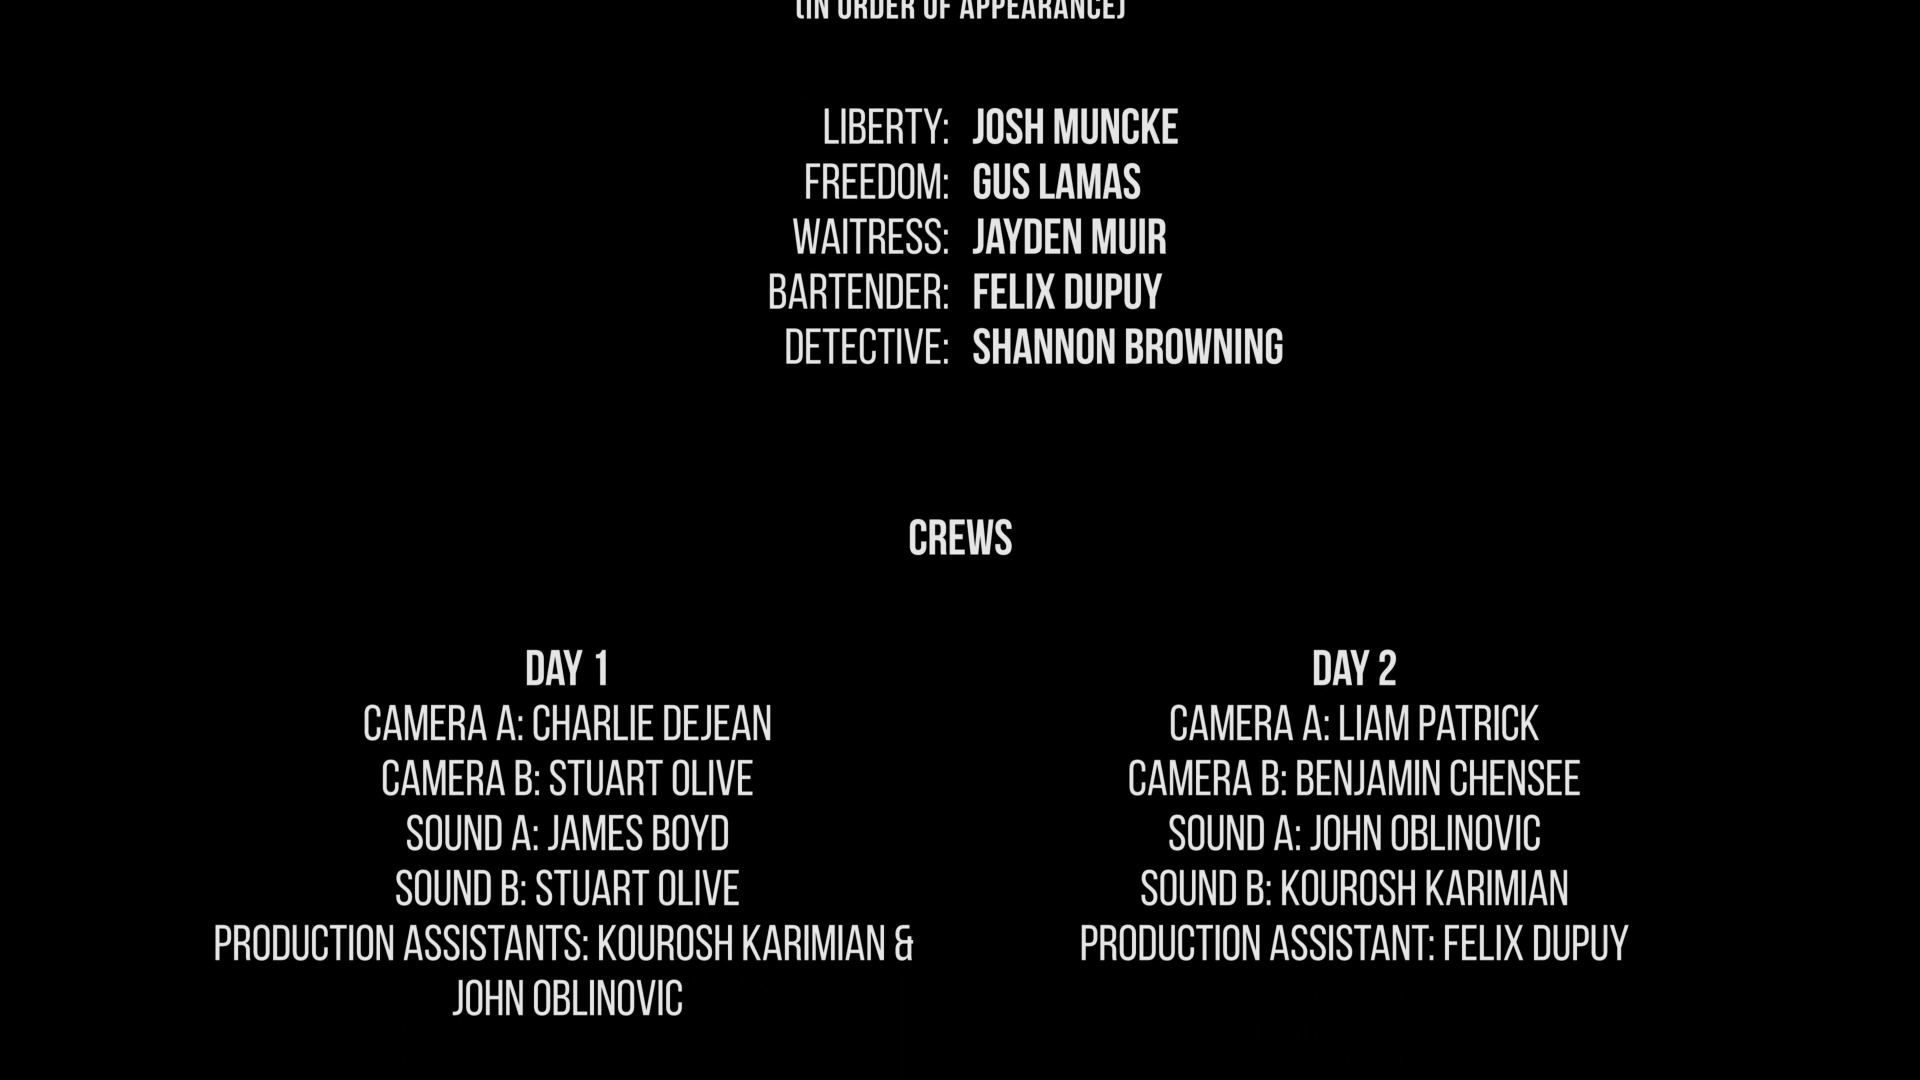 (IN ORDER OF APPEARANCE)
LIBERTY: JOSH MUNCKE
FREEDOM: GUS LAMAS
WAITRESS: JAYDEN MUIR
BARTENDER: FELIX DUPUY
DETECTIVE: SHANNON BROWNING
CREWS
DAY 1
CAMERA A: CHARLIE DEJEAN
CAMERA B: STUART OLIVE
SOUND A: JAMES BOYD
SOUND B: STUART OLIVE
PRODUCTION ASSISTANTS: KOUROSH KARIMIAN &
JOHN OBLINOVIC
DAY 2
CAMERA A: LIAM PATRICK
CAMERA B: BENJAMIN CHENSEE
SOUND A: JOHN OBLINOVIC
SOUND B: KOUROSH KARIMIAN
PRODUCTION ASSISTANT: FELIX DUPUY